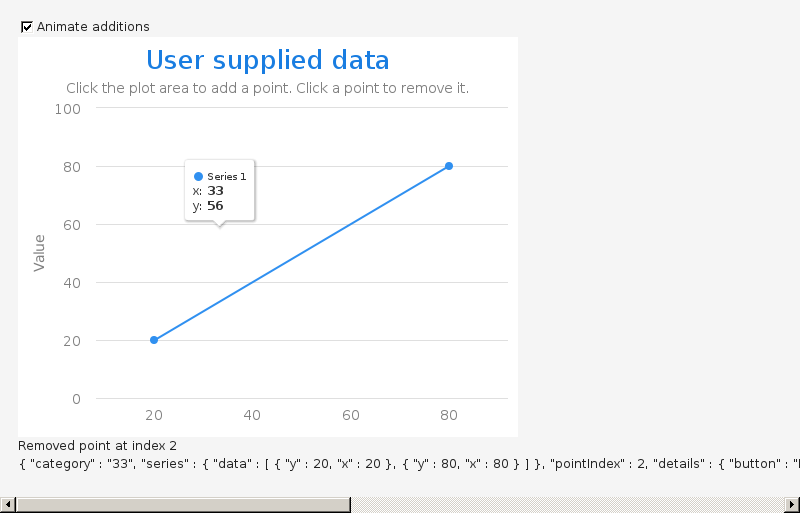 Animate additions
User supplied data
Click the plot area to add a point. Click a point to remove it.
100
80
60
40
20
0
Value
Series 1
x: 33
y: 56
20 40 60 80
Removed point at index 2
{ "category" : "33", "series" : { "data" : [ { "y" : 20, "x" : 20 }, { "y" : 80, "x" : 80 } ] }, "pointIndex" : 2, "details" : { "button" :